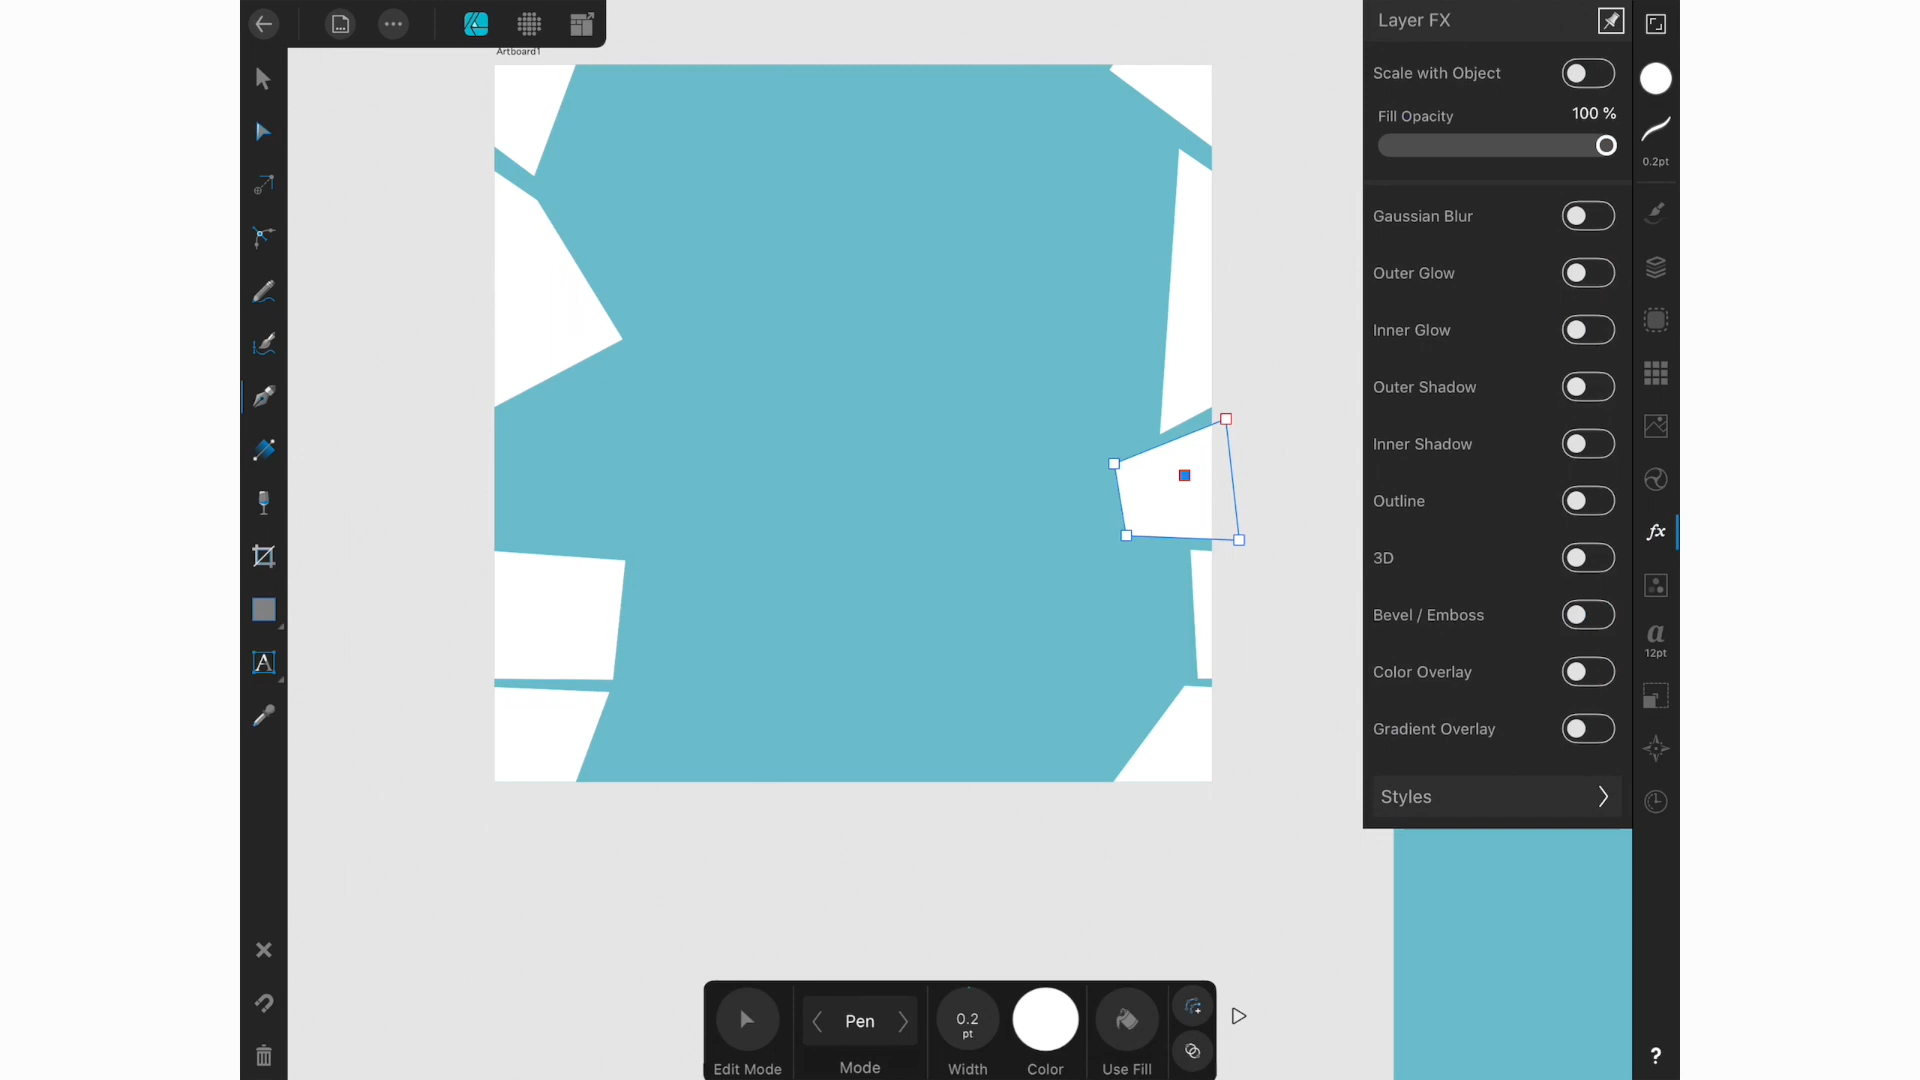 Artboard1
Layer FX
Scale with Object
Fill Opacity 100 %
0.2pt
Gaussian Blur
Outer Glow
Inner Glow
Outer Shadow
Inner Shadow
Outline
fx
3D
Bevel / Emboss
a
12pt
Color Overlay
Gradient Overlay
Styles
A
Pen
0.2
pt
Edit Mode
Mode
Width
Color
Use Fill
?